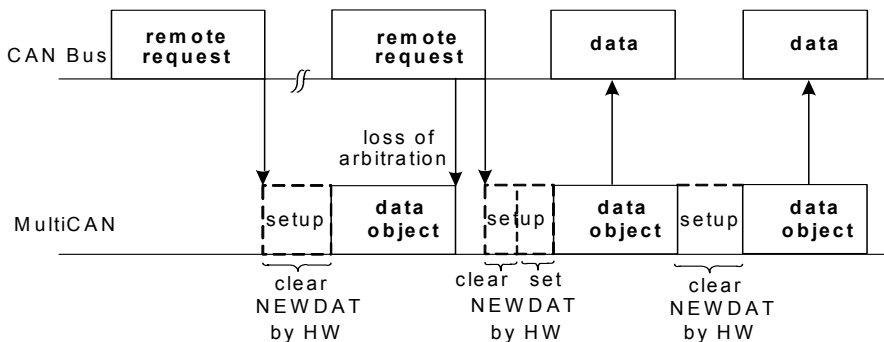 remote
request
remote
request
data
data
CAN Bus
loss of
arbitration
MultiCAN
setup
data
object
setup
data
object
setup
data
object
clear
NEWDAT
by HW
clear set
NEWDAT
by HW
clear
NEWDAT
by HW